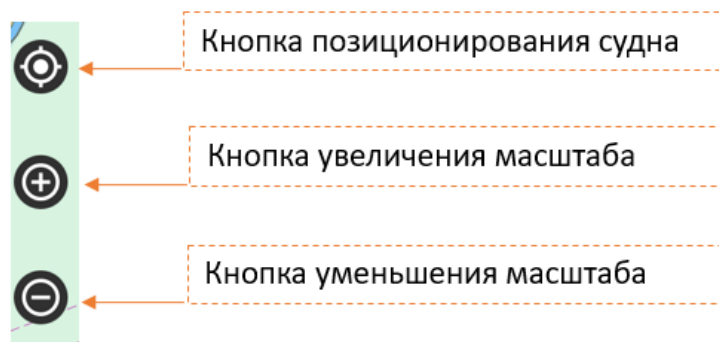 Кнопка позиционирования судна
Кнопка увеличения масштаба
Кнопка уменьшения масштаба